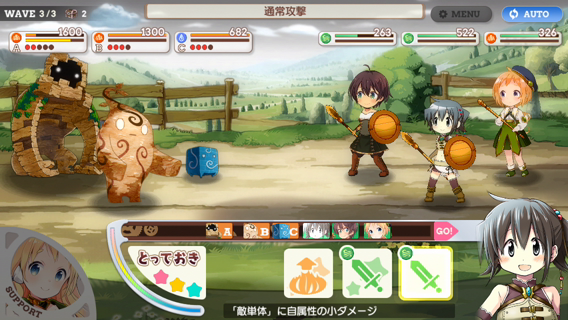 WAVE 3/3 2
通常攻撃
MENU
AUTO
1600
A
1300
B
682
C
263
522
326
A B C GO!
とっておき
SUPPORT
「敵単体」に自属性の小ダメージ